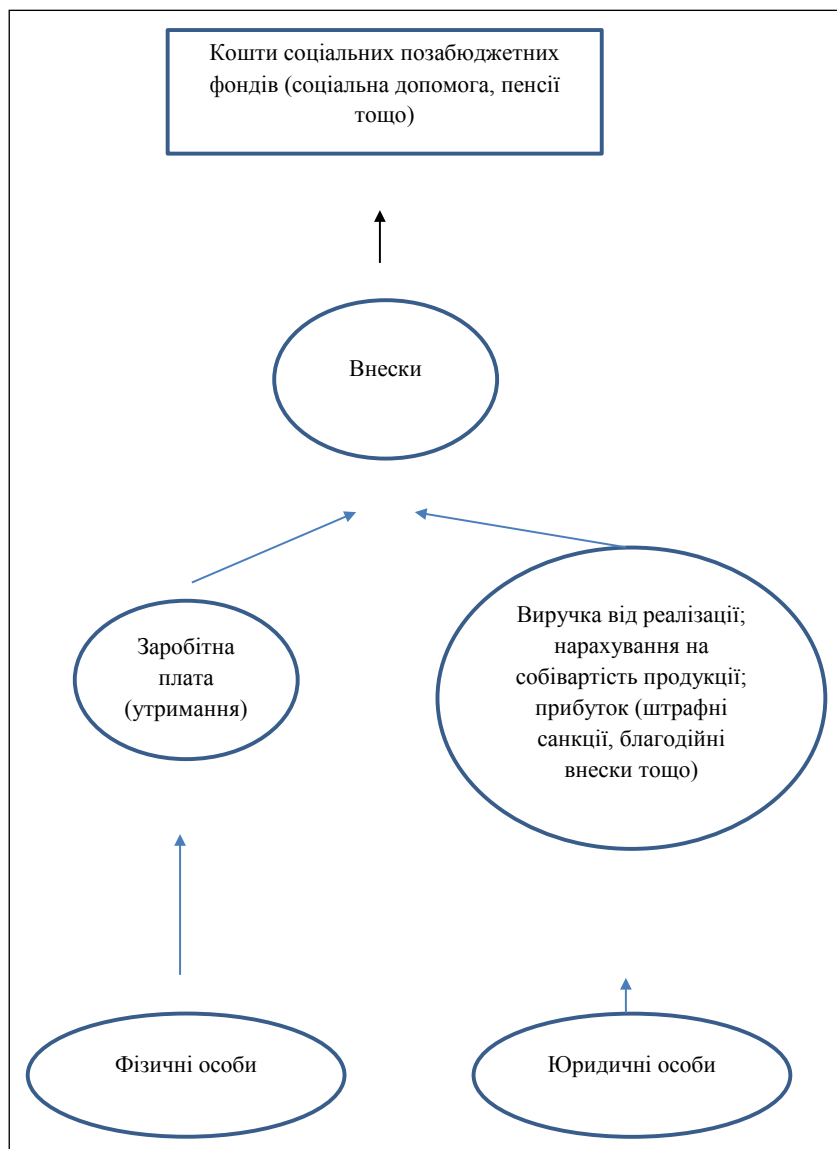 Кошти соціальних позабюджетних
фондів (соціальна допомога, пенсії
тощо)
Внески
Заробітна
плата
(утримання)
Виручка від реалізації;
нарахування на
собівартість продукції;
прибуток (штрафні
санкції, благодійні
внески тощо)
Фізичні особи
Юридичні особи